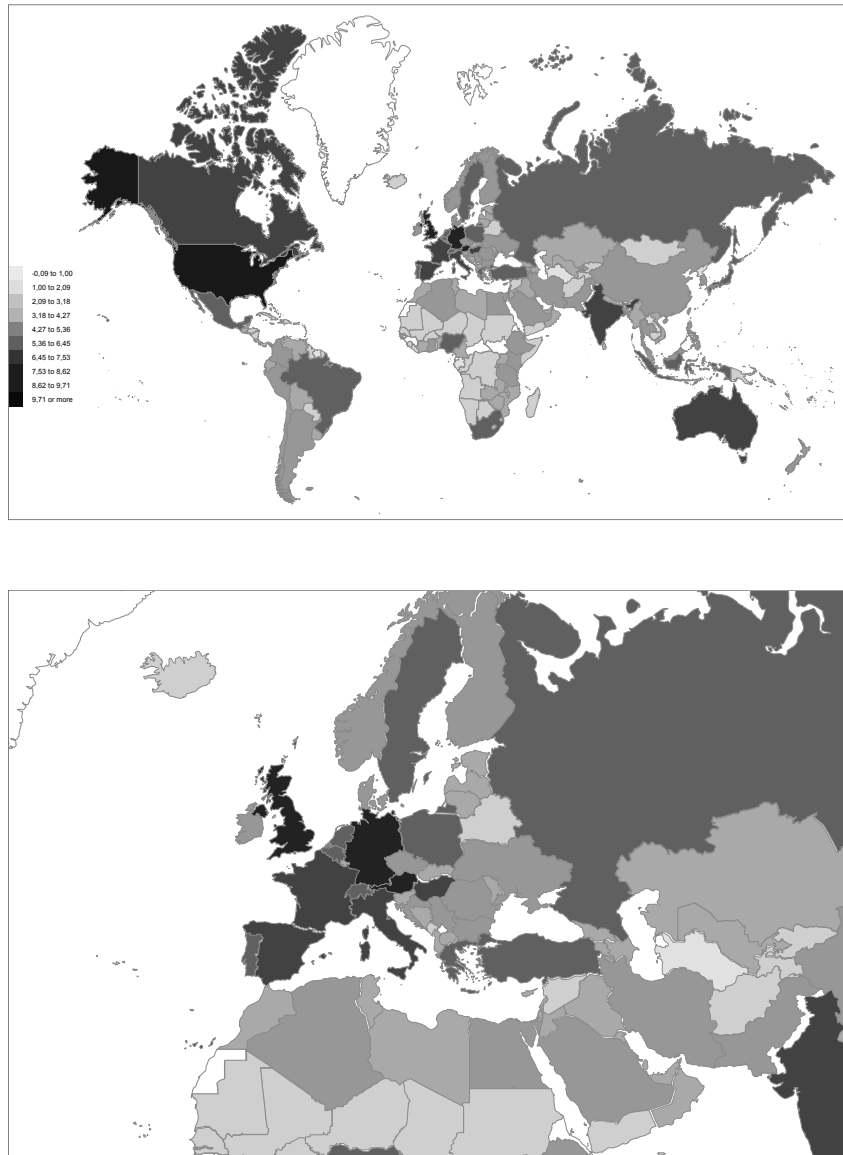 -0,09 to 1,00
1,00 to 2,09
2,09 to 3,18
3,18 to 4,27
4,27 to 5,36
5,36 to 6,45
6,45 to 7,53
7,53 to 8,62
8,62 to 9,71
9,71 or more